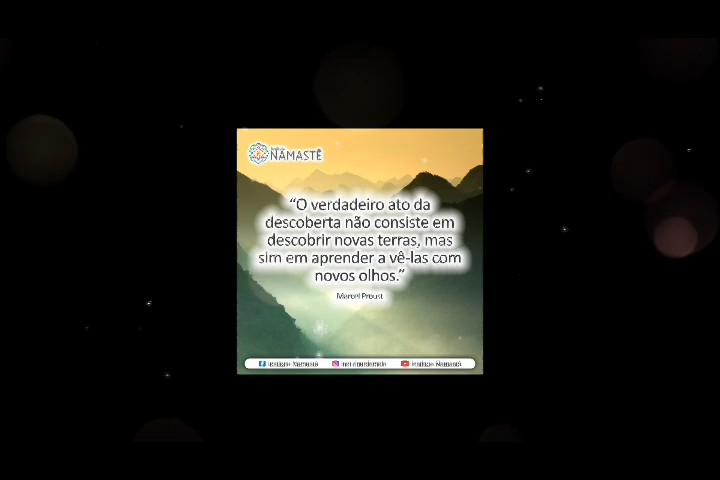 NAMASTÊ
“O verdadeiro ato da
descoberta não consiste em
descobrir novas terras, mas
sim em aprender a vê-las com
novos olhos.”
Marcel Proust